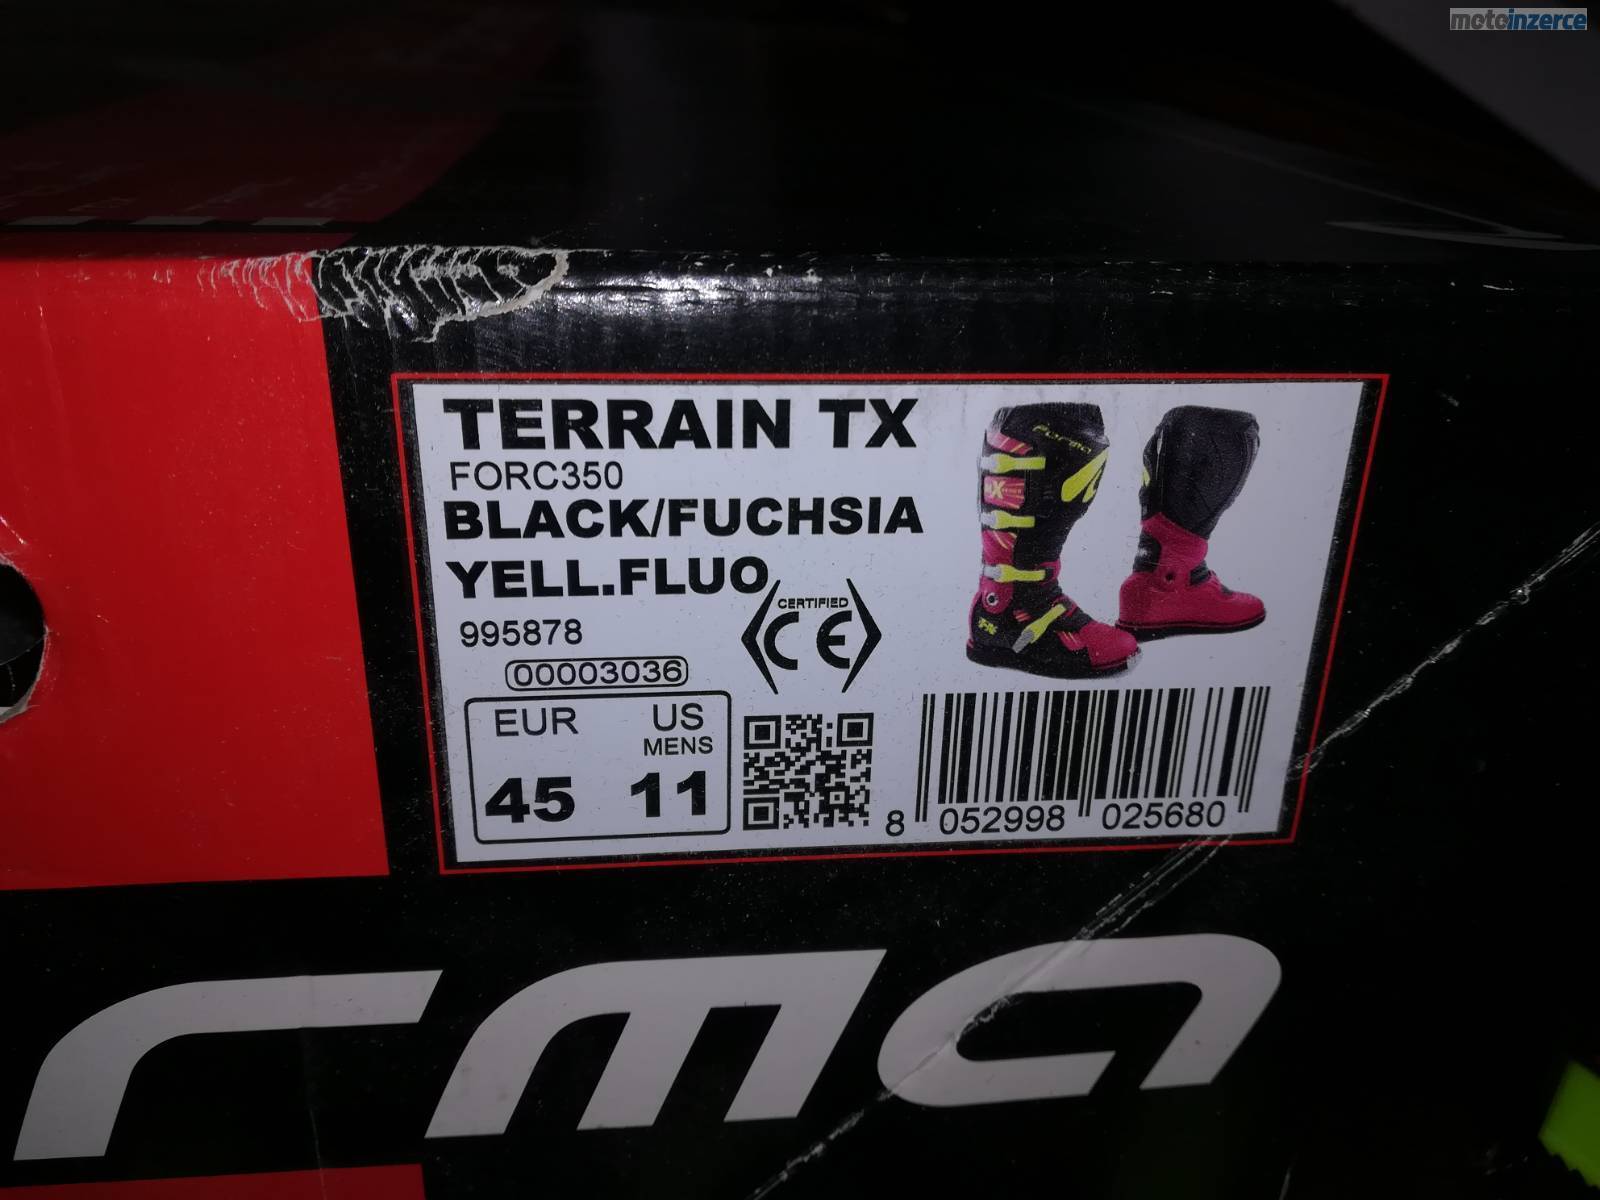 motoinzerce
TERRAIN TX
FORC350
BLACK/FUCHSIA
YELL.FLUO
995878
CERTIFIED
CE
00003036
EUR US
MENS
45 11
forma
8 052998 025680
rma